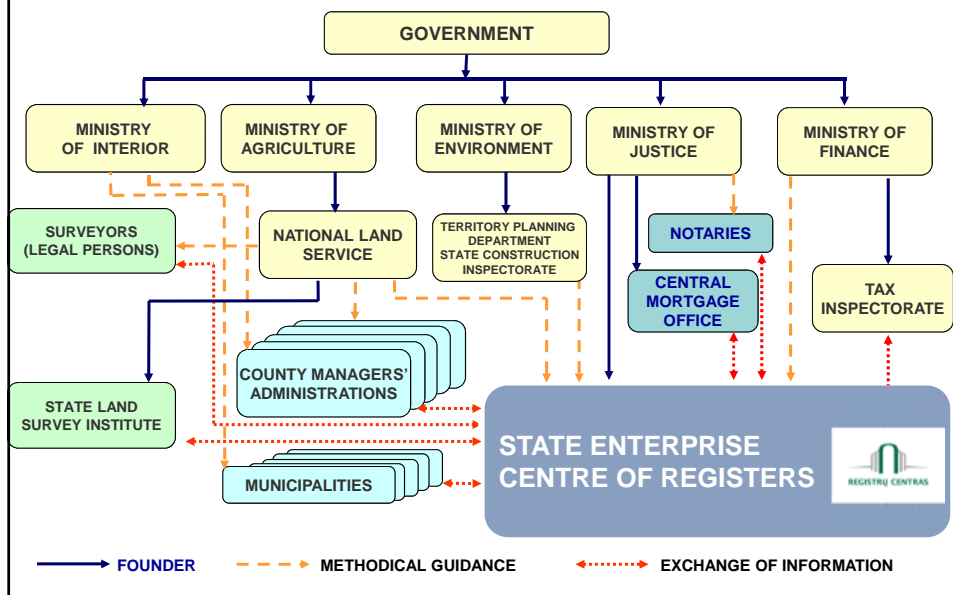 GOVERNMENT
MINISTRY
OF INTERIOR
MINISTRY OF
AGRICULTURE
MINISTRY OF
ENVIRONMENT
MINISTRY OF
JUSTICE
MINISTRY OF
FINANCE
SURVEYORS
(LEGAL PERSONS)
NATIONAL LAND
SERVICE
TERRITORY PLANNING
DEPARTMENT
STATE CONSTRUCTION
INSPECTORATE
NOTARIES
CENTRAL
MORTGAGE
OFFICE
TAX
INSPECTORATE
COUNTY MANAGERS’
ADMINISTRATIONS
STATE LAND
SURVEY INSTITUTE
MUNICIPALITIES
STATE ENTERPRISE
CENTRE OF REGISTERS
REGISTRŲ CENTRAS
FOUNDER
METHODICAL GUIDANCE
EXCHANGE OF INFORMATION